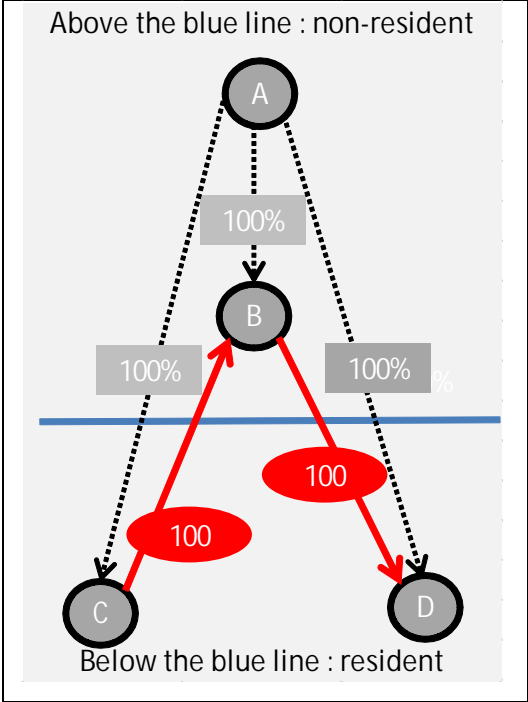 Above the blue line : non-resident
A
100%
B
100%
100%
%
100
100
C
D
Below the blue line : resident